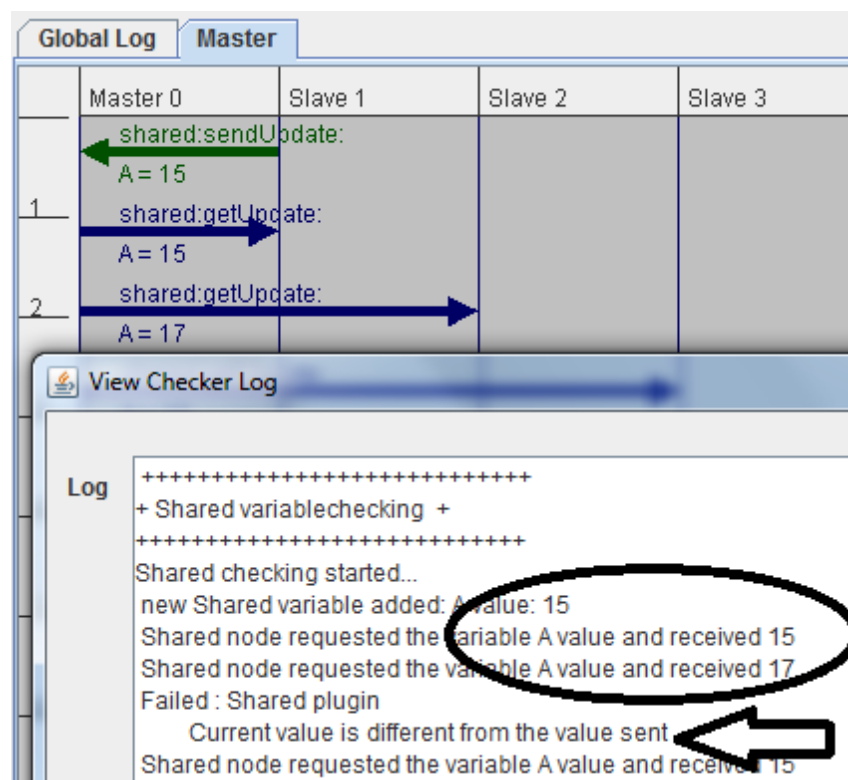 Global Log Master
Master 0 Slave 1 Slave 2 Slave 3
shared:sendUpdate:
A = 15
1
shared:getUpdate:
A = 15
2
shared:getUpdate:
A = 17
View Checker Log
Log
++++++++++++++++++++++++++++
+ Shared variablechecking +
++++++++++++++++++++++++++++
Shared checking started...
new Shared variable added: A value: 15
Shared node requested the variable A value and received 15
Shared node requested the variable A value and received 17
Failed : Shared plugin
Current value is different from the value sent
Shared node requested the variable A value and received 15